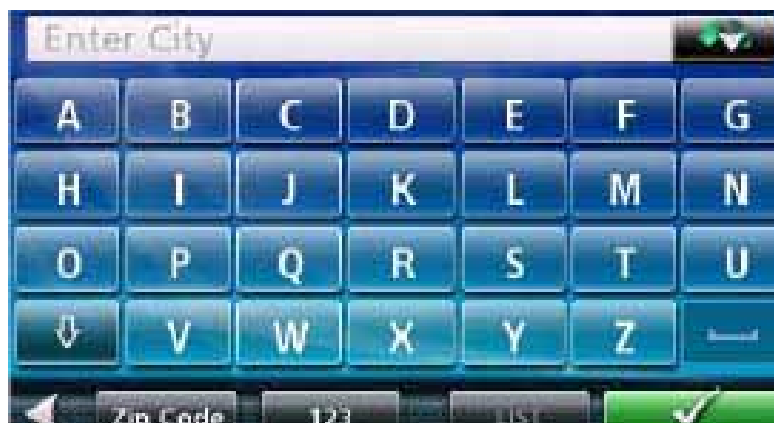 Enter City
A B C D E F G
H I J K L M N
O P Q R S T U
V W X Y Z
Zip Code 123 LIST